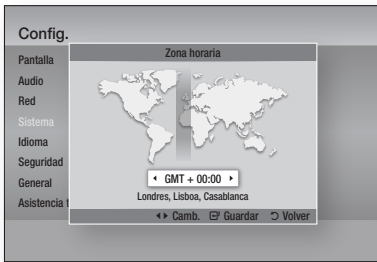 Config.
Pantalla
Audio
Red
Sistema
Idioma
Seguridad
General
Asistencia
Zona horaria
GMT + 00:00
Londres, Lisboa, Casablanca
Camb. Guardar Volver